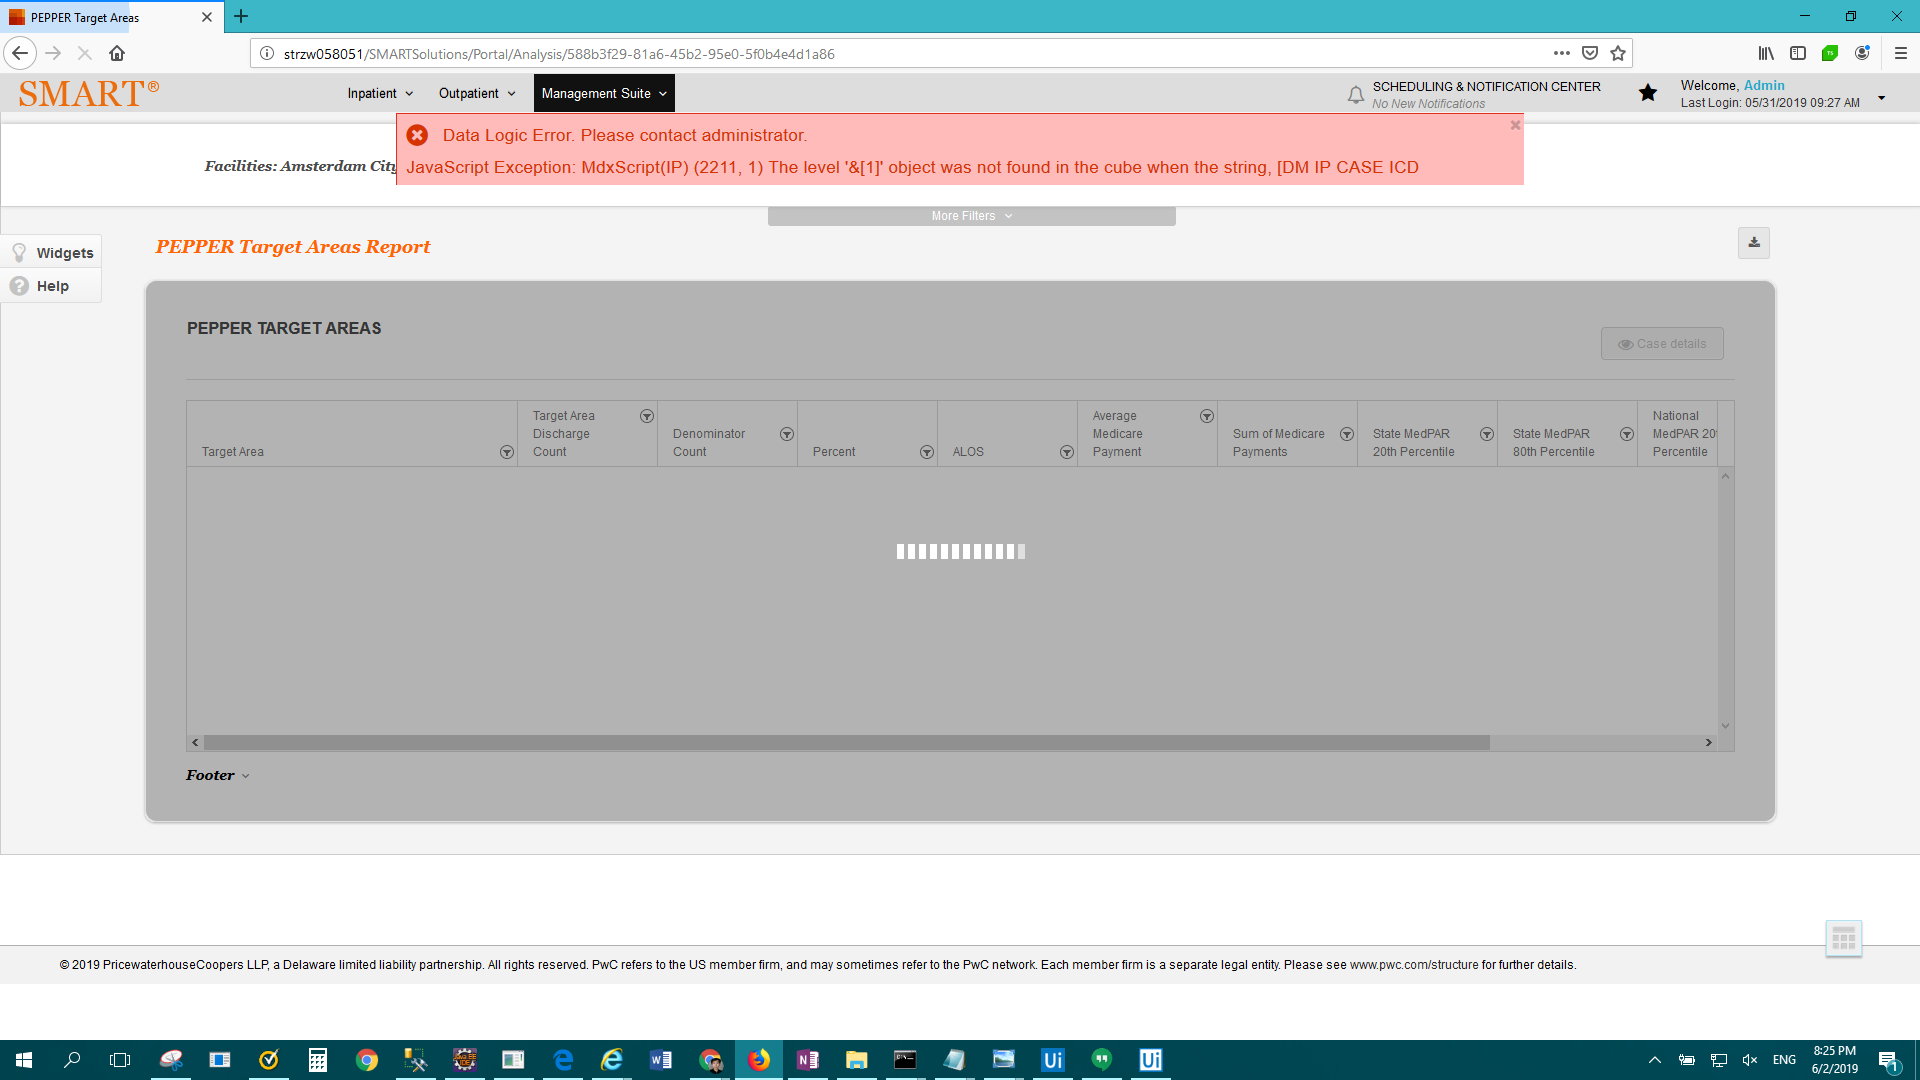 PEPPER Target Areas
strzw058051/SMARTSolutions/Portal/Analysis/588b3f29-81a6-45b2-95e0-5f0b4e4d1a86
SMART®
Inpatient
Outpatient
Management Suite
SCHEDULING & NOTIFICATION CENTER
No New Notifications
Welcome, Admin
Last Login: 05/31/2019 09:27 AM
Data Logic Error. Please contact administrator.
Facilities: Amsterdam City
JavaScript Exception: MdxScript(IP) (2211, 1) The level '&[1]' object was not found in the cube when the string, [DM IP CASE ICD
More Filters
Widgets
Help
PEPPER Target Areas Report
PEPPER TARGET AREAS
Case details
Target Area
Target Area Discharge Count
Denominator Count
Percent
ALOS
Average Medicare Payment
Sum of Medicare Payments
State MedPAR 20th Percentile
State MedPAR 80th Percentile
National MedPAR 20 Percentile
Footer
© 2019 PricewaterhouseCoopers LLP, a Delaware limited liability partnership. All rights reserved. PwC refers to the US member firm, and may sometimes refer to the PwC network. Each member firm is a separate legal entity. Please see www.pwc.com/structure for further details.
ENG
8:25 PM
6/2/2019
1